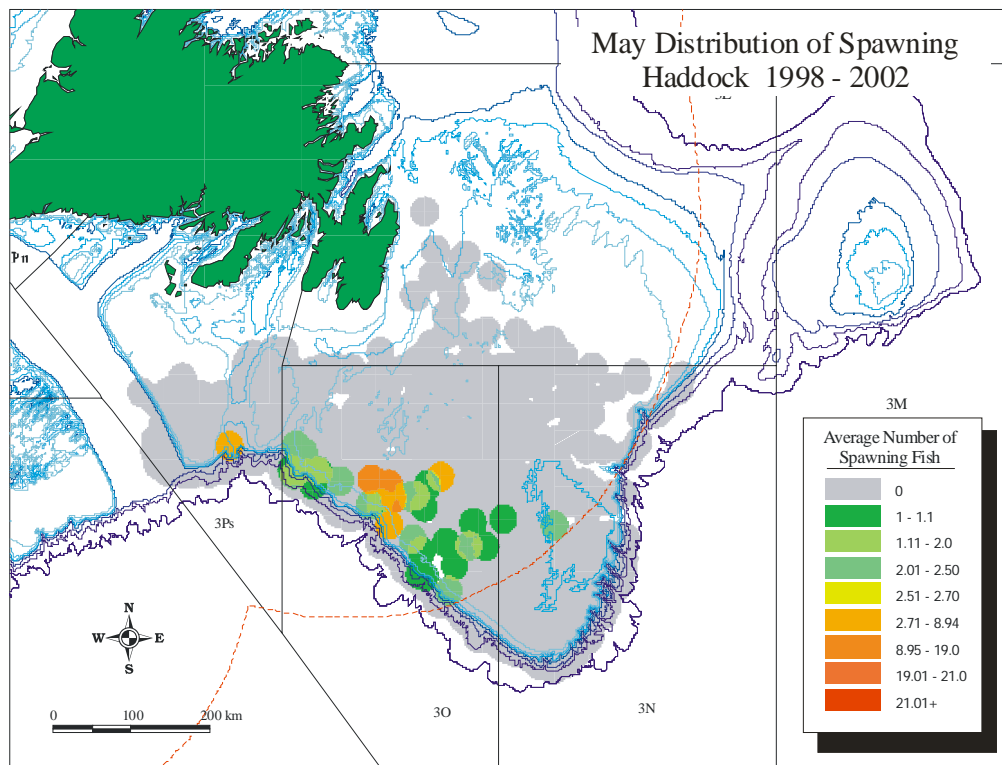 May Distribution of Spawning
Haddock 1998 - 2002
3M
Average Number of
Spawning Fish
0
1 - 1.1
1.11 - 2.0
2.01 - 2.50
2.51 - 2.70
2.71 - 8.94
8.95 - 19.0
19.01 - 21.0
21.01+
3Ps
N
W E
S
0 100 200 km
3O
3N